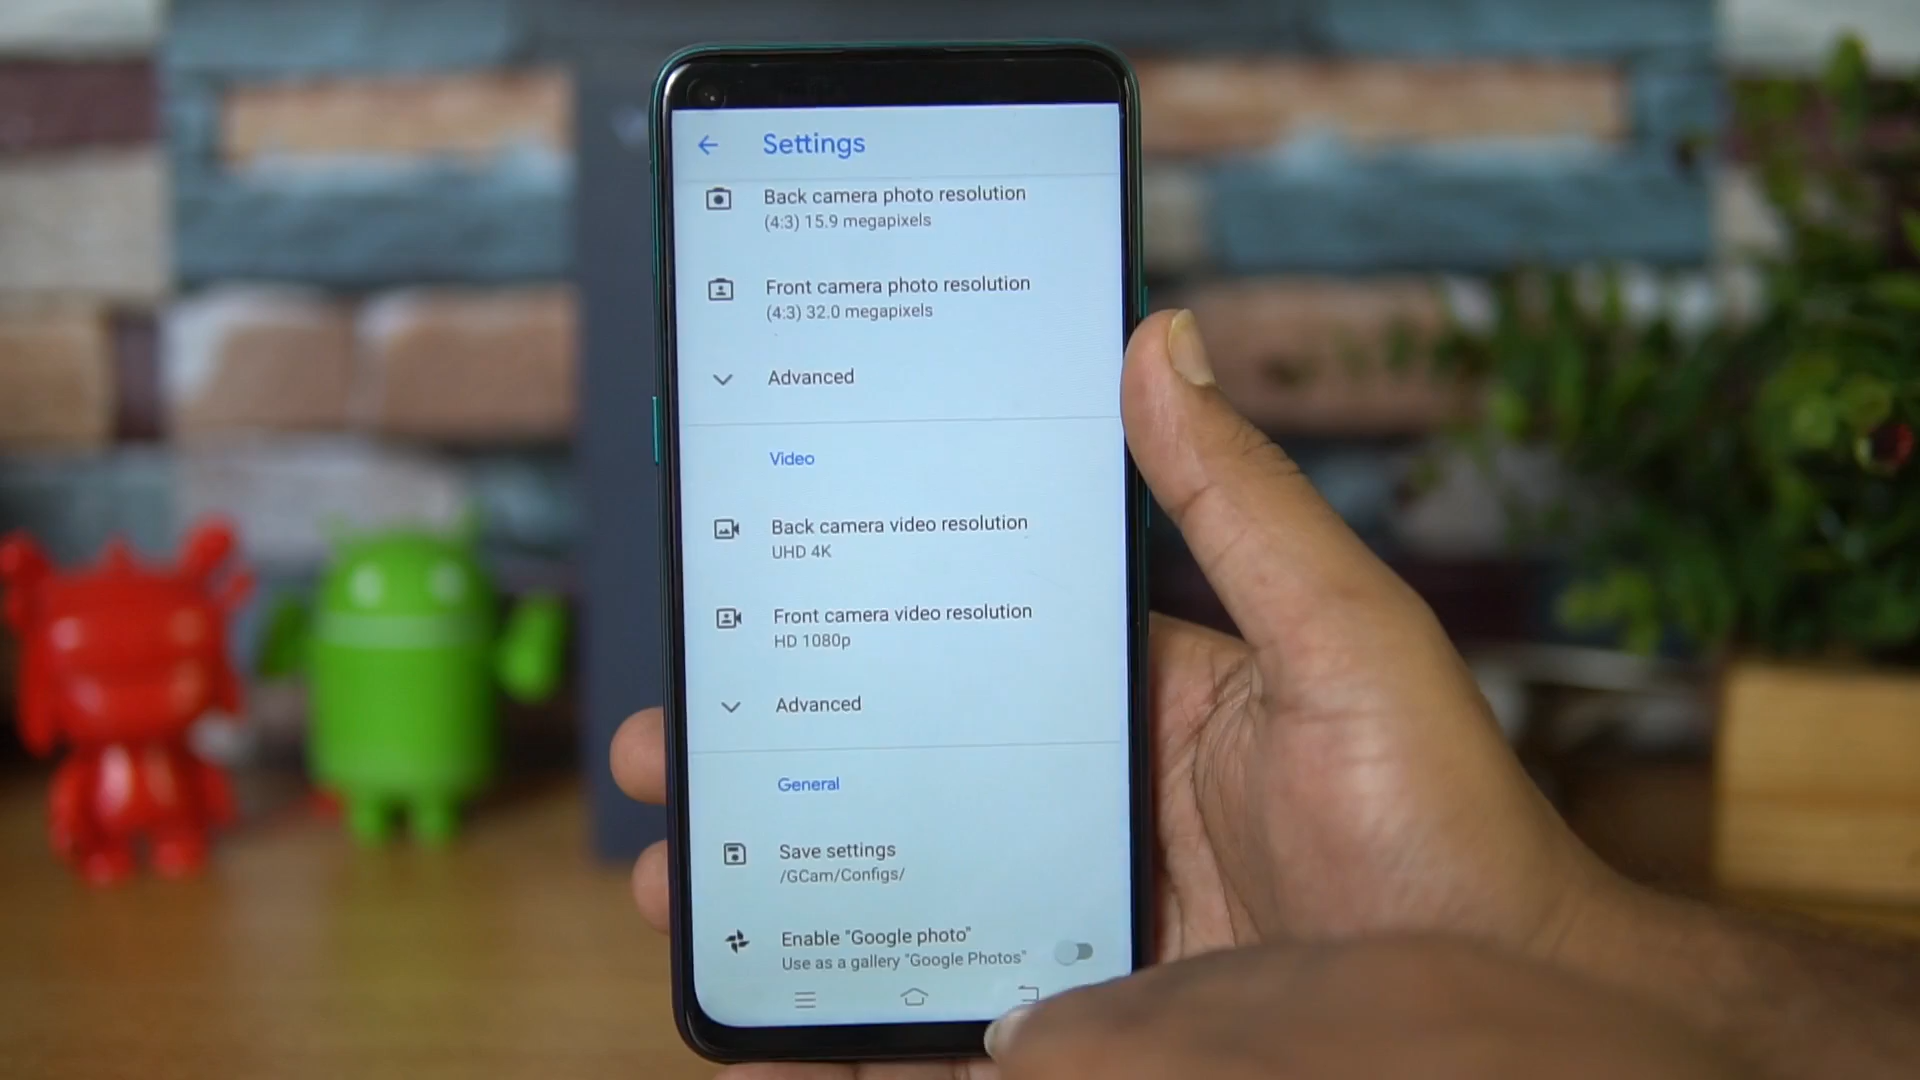 Settings
Back camera photo resolution
(4:3) 15.9 megapixels
Front camera photo resolution
(4:3) 32.0 megapixels
Advanced
Video
Back camera video resolution
UHD 4K
Front camera video resolution
HD 1080p
Advanced
General
Save settings
/GCam/Configs/
Enable "Google photo"
Use as a gallery "Google Photos"